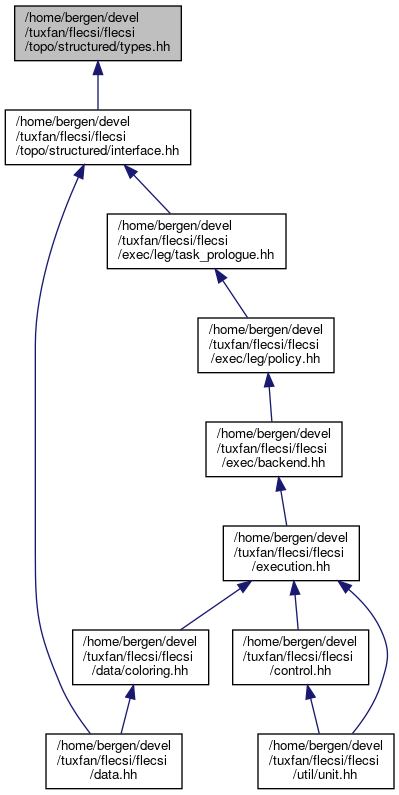 /home/bergen/devel
/tuxfan/flecsi/flecsi
/topo/structured/types.hh
/home/bergen/devel
/tuxfan/flecsi/flecsi
/topo/structured/interface.hh
/home/bergen/devel
/tuxfan/flecsi/flecsi
/exec/leg/task_prologue.hh
/home/bergen/devel
/tuxfan/flecsi/flecsi
/exec/leg/policy.hh
/home/bergen/devel
/tuxfan/flecsi/flecsi
/exec/backend.hh
/home/bergen/devel
/tuxfan/flecsi/flecsi
/execution.hh
/home/bergen/devel
/tuxfan/flecsi/flecsi
/data/coloring.hh
/home/bergen/devel
/tuxfan/flecsi/flecsi
/control.hh
/home/bergen/devel
/tuxfan/flecsi/flecsi
/data.hh
/home/bergen/devel
/tuxfan/flecsi/flecsi
/util/unit.hh